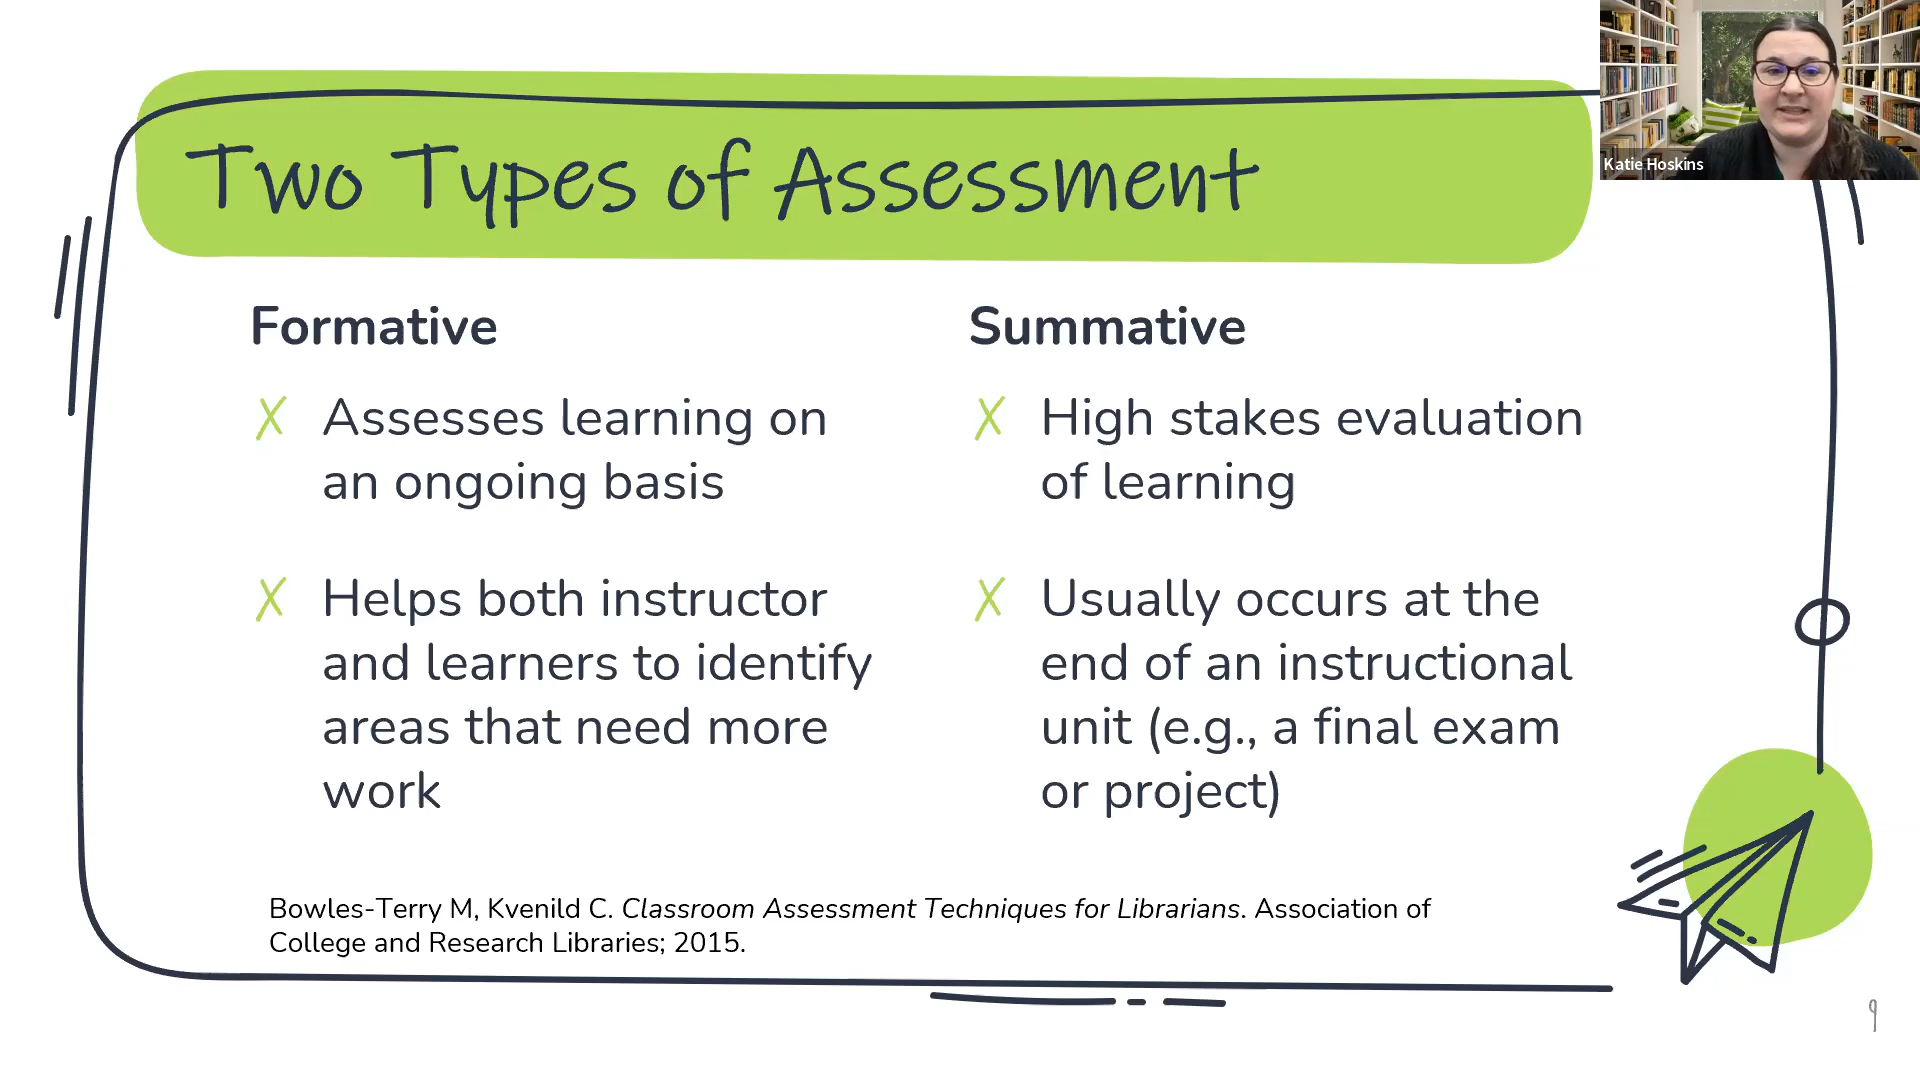 Two Types of Assessment
Katie Hoskins
Formative
Assesses learning on
an ongoing basis
Helps both instructor
and learners to identify
areas that need more
work
Summative
High stakes evaluation
of learning
Usually occurs at the
end of an instructional
unit (e.g., a final exam
or project)
Bowles-Terry M, Kvenild C. Classroom Assessment Techniques for Librarians. Association of
College and Research Libraries; 2015.
9